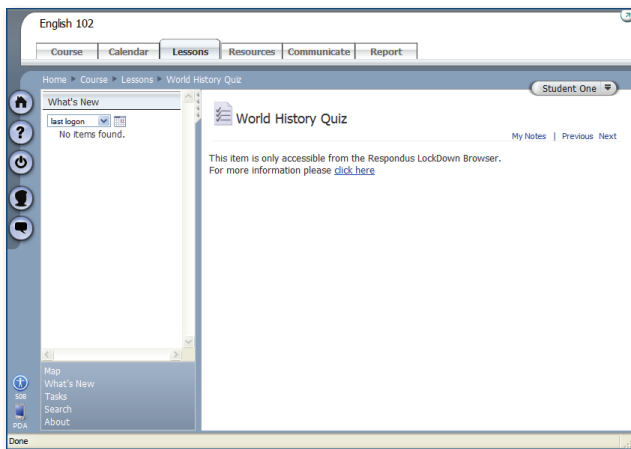 English 102
Course Calendar Lessons Resources Communicate Report
Home Course Lessons World History Quiz
Student One
What's New
last logon
No items found.
World History Quiz
My Notes | Previous Next
This item is only accessible from the Respondus LockDown Browser.
For more information please click here
Map
What's New
Tasks
Search
About
508
PDA
Done